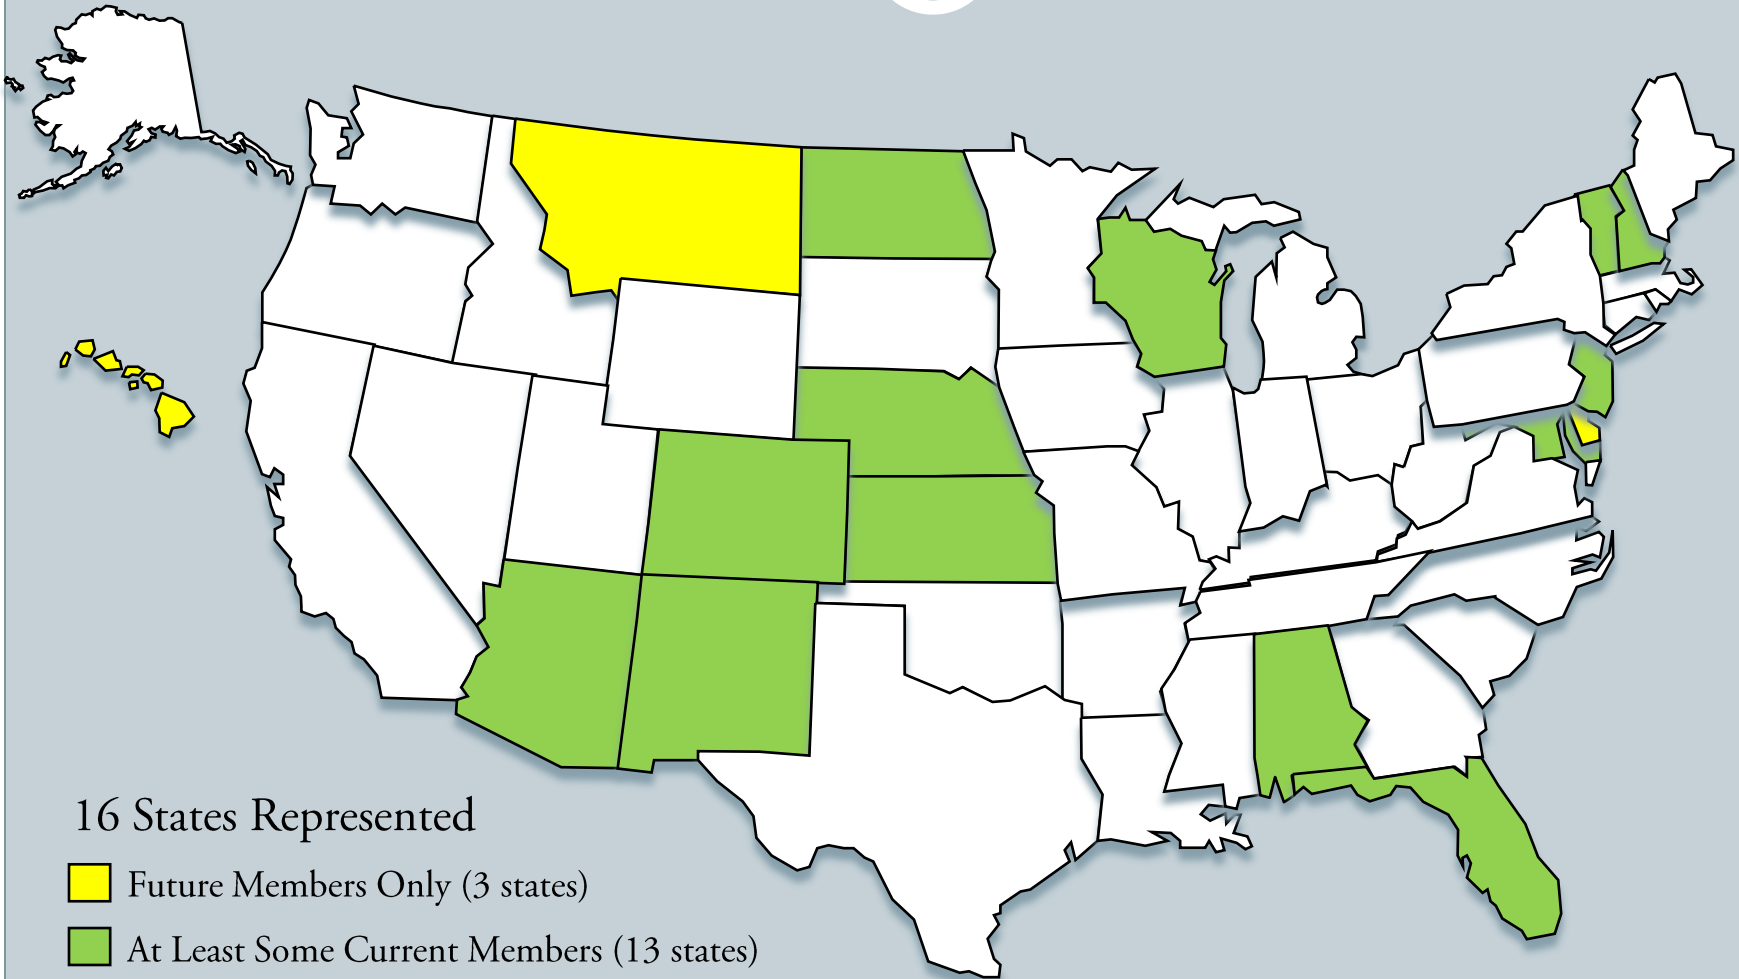 16 States Represented
Future Members Only (3 states)
At Least Some Current Members (13 states)